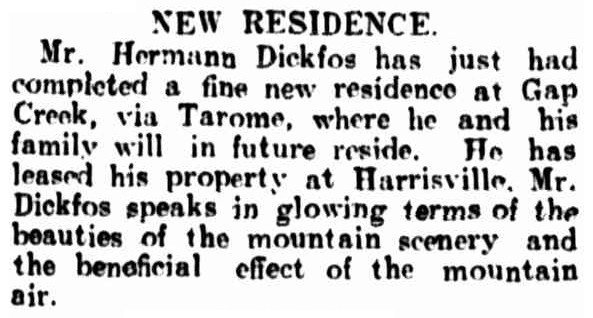 NEW RESIDENCE.
Mr. Hermann Dickfos has just had
completed a fine new residence at Gap
Creek, via Tarome, where he and his
family will in future reside. He has
leased his property at Harrisville. Mr.
Dickfos speaks in glowing terms of the
beauties of the mountain scenery and
the beneficial effect of the mountain
air.